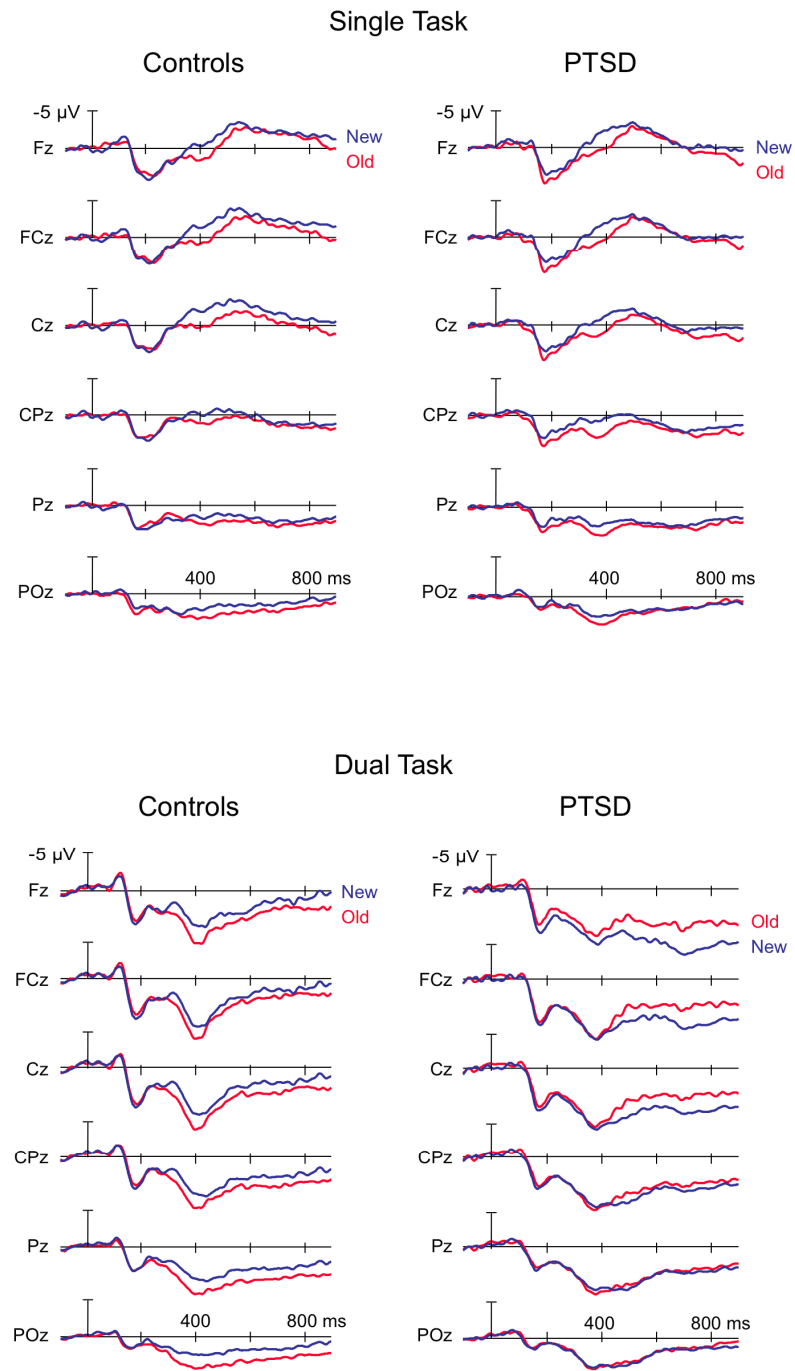 Single Task
Controls
PTSD
-5 µV
Fz
New
Old
FCz
Cz
CPz
Pz
POz
400
800 ms
-5 µV
Fz
New
Old
FCz
Cz
CPz
Pz
POz
400
800 ms
Dual Task
Controls
PTSD
-5 µV
Fz
New
Old
FCz
Cz
CPz
Pz
POz
400
800 ms
-5 µV
Fz
Old
New
FCz
Cz
CPz
Pz
POz
400
800 ms